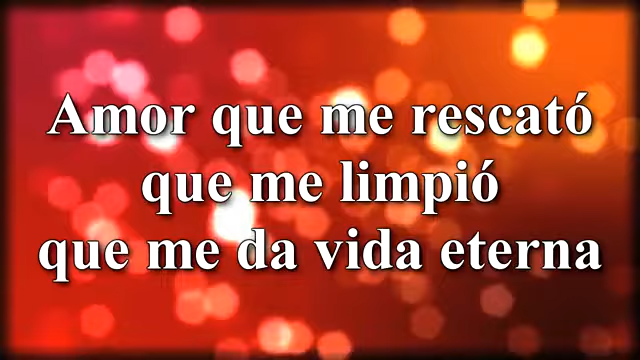 Amor que me rescató
que me limpió
que me da vida eterna